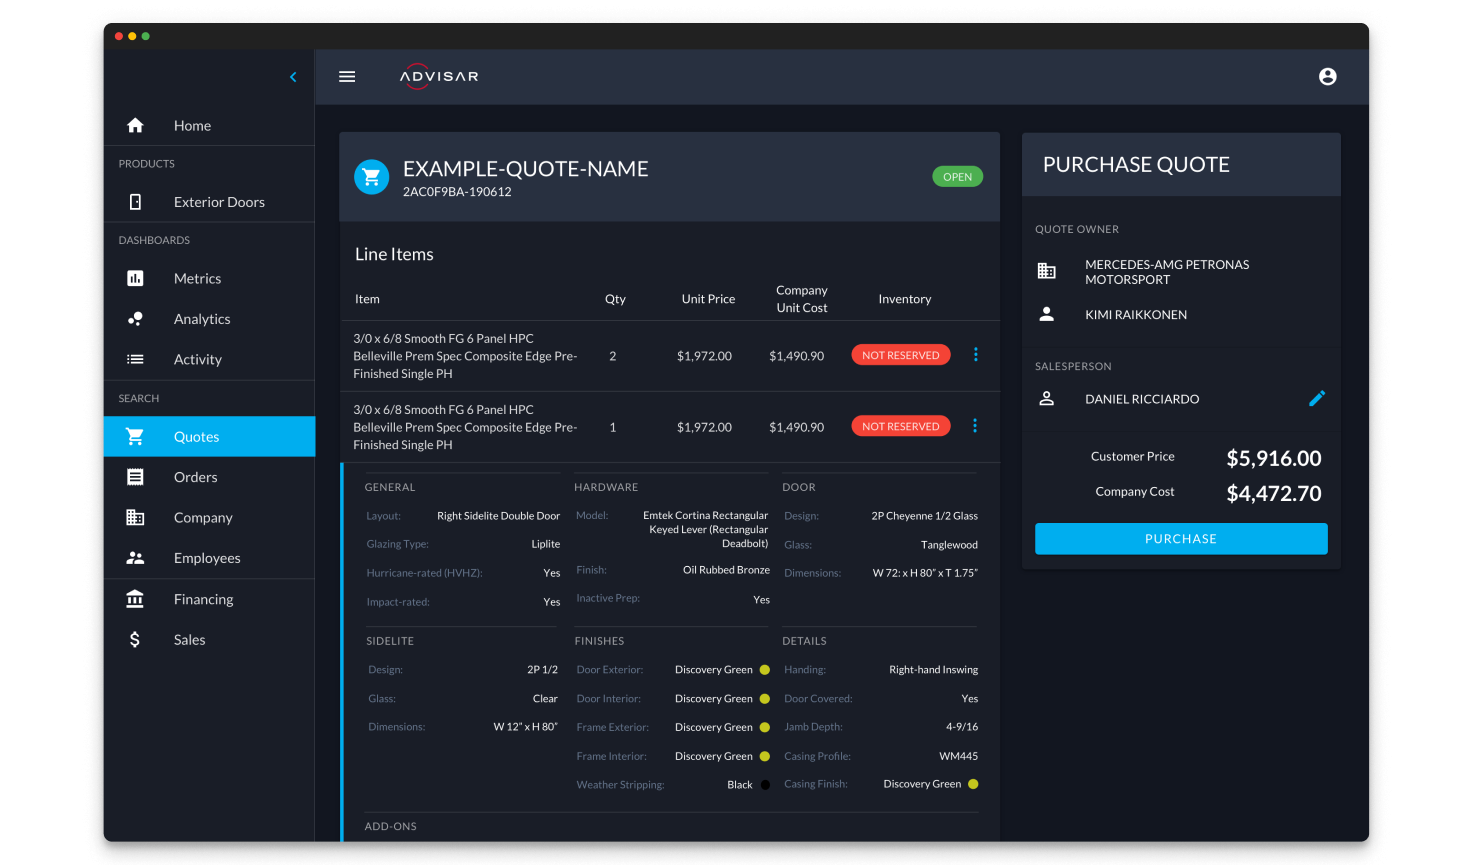 ADVISAR
Home
PRODUCTS
Exterior Doors
DASHBOARDS
Metrics
Analytics
Activity
SEARCH
Quotes
Orders
Company
Employees
Financing
Sales
EXAMPLE-QUOTE-NAME
2AC0F9BA-190612
OPEN
Line Items
Item Qty Unit Price Company Unit Cost Inventory
3/0 x 6/8 Smooth FG 6 Panel HPC
Belleville Prem Spec Composite Edge Pre- 2 $1,972.00 $1,490.90 NOT RESERVED
Finished Single PH
3/0 x 6/8 Smooth FG 6 Panel HPC
Belleville Prem Spec Composite Edge Pre- 1 $1,972.00 $1,490.90 NOT RESERVED
Finished Single PH
GENERAL
Layout: Right Sidelite Double Door
Glazing Type: Liplite
Hurricane-rated (HVHZ): Yes
Impact-rated: Yes
HARDWARE
Model: Emtek Cortina Rectangular
Keyed Lever (Rectangular
Deadbolt)
Finish: Oil Rubbed Bronze
Inactive Prep: Yes
DOOR
Design: 2P Cheyenne 1/2 Glass
Glass: Tanglewood
Dimensions: W 72: x H 80" x T 1.75"
SIDELITE
Design: 2P 1/2
Glass: Clear
Dimensions: W 12" x H 80"
FINISHES
Door Exterior: Discovery Green
Door Interior: Discovery Green
Frame Exterior: Discovery Green
Frame Interior: Discovery Green
Weather Stripping: Black
DETAILS
Handing: Right-hand Inswing
Door Covered: Yes
Jamb Depth: 4-9/16
Casing Profile: WM445
Casing Finish: Discovery Green
ADD-ONS
PURCHASE QUOTE
QUOTE OWNER
MERCEDES-AMG PETRONAS
MOTORSPORT
KIMI RAIKKONEN
SALESPERSON
DANIEL RICCIARDO
Customer Price $5,916.00
Company Cost $4,472.70
PURCHASE